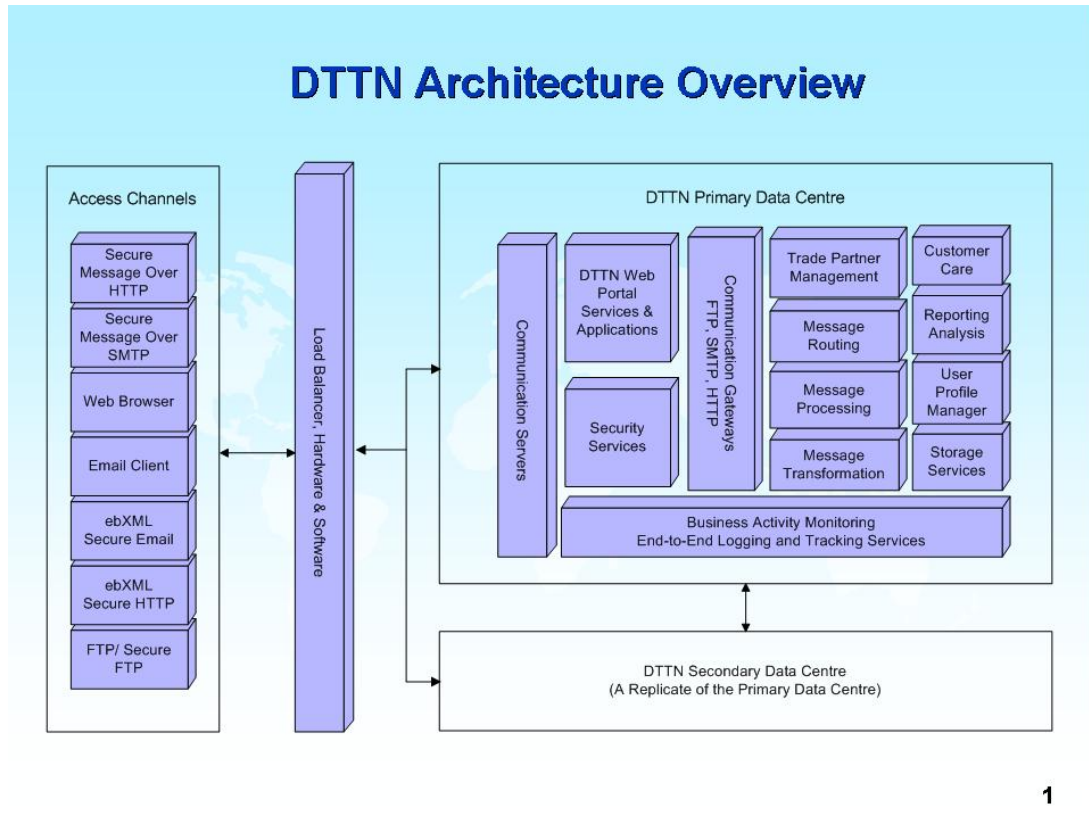 DTTN Architecture Overview
Access Channels
Secure
Message Over
HTTP
Secure
Message Over
SMTP
Web Browser
Email Client
ebXML
Secure Email
ebXML
Secure HTTP
FTP/ Secure
FTP
Load Balancer, Hardware & Software
DTTN Primary Data Centre
Communication Servers
DTTN Web
Portal
Services &
Applications
Security
Services
Communication Gateways
FTP, SMTP, HTTP
Trade Partner
Management
Message
Routing
Message
Processing
Message
Transformation
Customer
Care
Reporting
Analysis
User
Profile
Manager
Storage
Services
Business Activity Monitoring
End-to-End Logging and Tracking Services
DTTN Secondary Data Centre
(A Replicate of the Primary Data Centre)
1